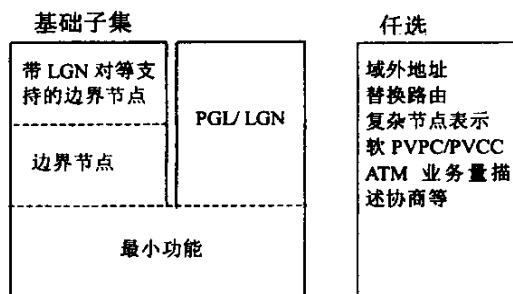 基础子集
仟选
带 LGN 对等支
持的边界节点
边界节点
PGL/ LGN
最小功能
域外地址
替换路由
复杂节点表示
软 PVPC/PVCC
ATM 业务量描
述协商等